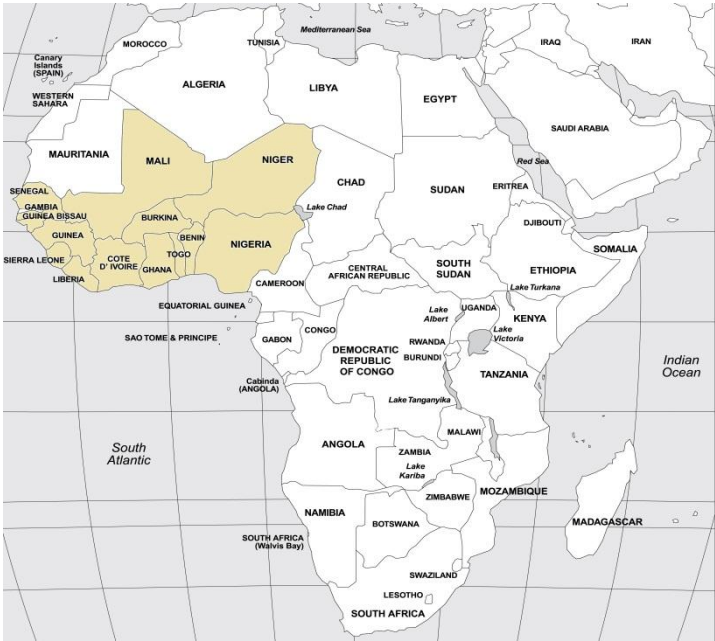 Mediterranean Sea
MOROCCO
TUNISIA
IRAQ
IRAN
Canary
Islands
(SPAIN)
ALGERIA
LIBYA
EGYPT
WESTERN
SAHARA
SAUDI ARABIA
MAURITANIA
MALI
NIGER
Red Sea
CHAD
SUDAN
ERITREA
SENEGAL
GAMBIA
GUINEA BISSAU
Lake Chad
BURKINA
DJIBOUTI
GUINEA
BENIN
NIGERIA
SOMALIA
SIERRA LEONE
COTE
D' IVOIRE
GHANA
TOGO
LIBERIA
CENTRAL
AFRICAN REPUBLIC
SOUTH
SUDAN
ETHIOPIA
CAMEROON
Lake Turkana
EQUATORIAL GUINEA
Lake
Albert
UGANDA
KENYA
SAO TOME & PRINCIPE
GABON
CONGO
DEMOCRATIC
REPUBLIC
OF CONGO
RWANDA
BURUNDI
Lake
Victoria
Indian
Ocean
Cabinda
(ANGOLA)
TANZANIA
Lake Tanganyika
South
Atlantic
ANGOLA
MALAWI
ZAMBIA
Lake
Kariba
ZIMBABWE
MOZAMBIQUE
NAMIBIA
BOTSWANA
MADAGASCAR
SOUTH AFRICA
(Walvis Bay)
SWAZILAND
LESOTHO
SOUTH AFRICA